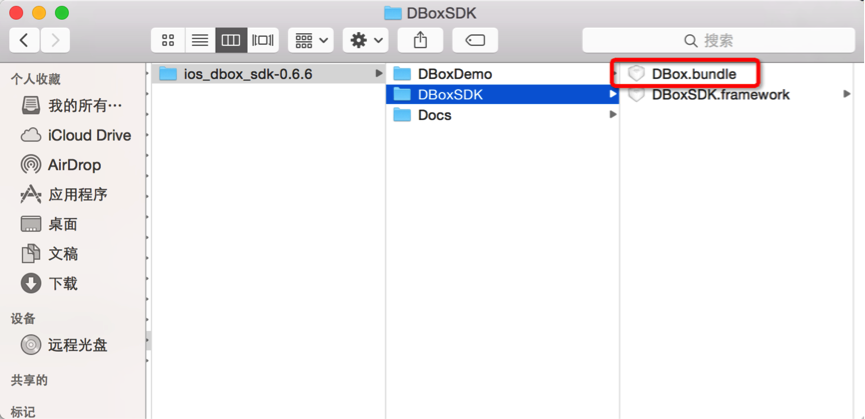 DBoxSDK
搜索
个人收藏
我的所有…
iCloud Drive
AirDrop
应用程序
桌面
文稿
下载
设备
远程光盘
共享的
标记
ios_dbox_sdk-0.6.6
DBoxDemo
DBoxSDK
Docs
DBox.bundle
DBoxSDK.framework